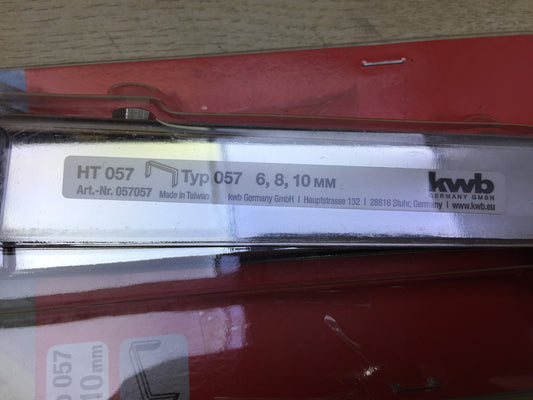 HT 057 Typ 057 6, 8, 10 MM kwb
GERMANY GMBH
Art.-Nr. 057057 Made in Taiwan kwb Germany GmbH | Hauptstrasse 132 | 28816 Stuhr, Germany | www.kwb.eu
057
10 mm